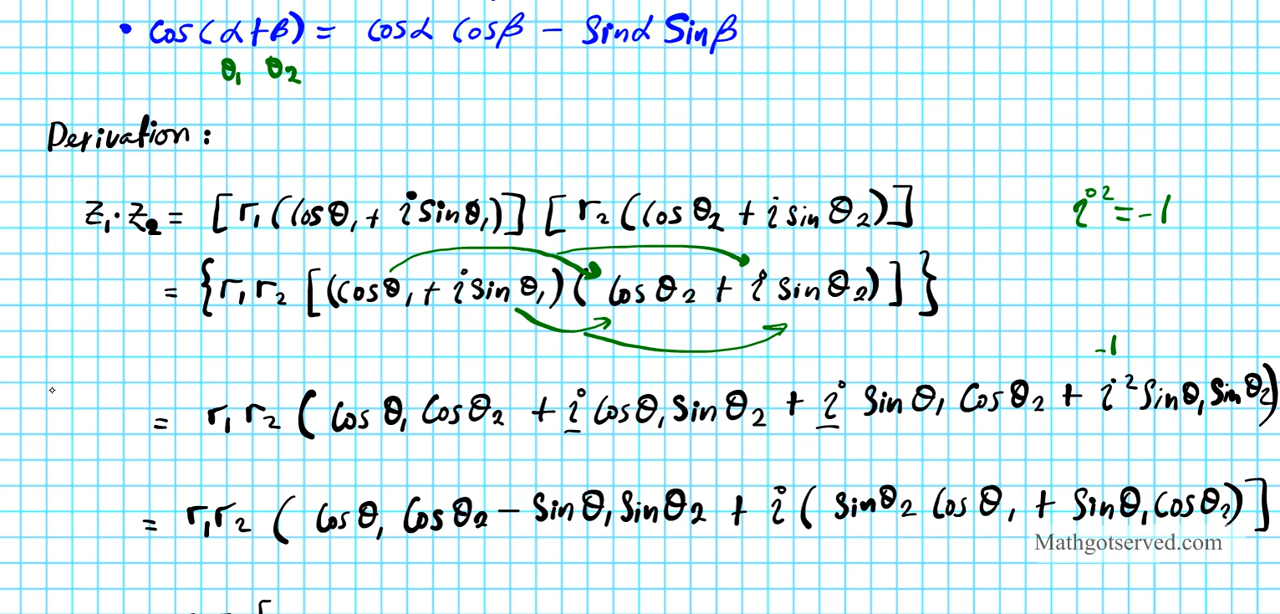 • Cos(α+β) = Cosα Cosβ − Sinα Sinβ
θ₁ θ₂
Derivation:
z₁·z₂ = [r₁(Cosθ₁ + i Sinθ₁)] [r₂(Cosθ₂ + i sinθ₂)] i² = −1
= {r₁r₂ [(Cosθ₁ + i Sinθ₁)(Cosθ₂ + i Sinθ₂)]}
−1
= r₁r₂ (Cosθ₁ Cosθ₂ + i Cosθ₁ Sinθ₂ + i Sinθ₁ Cosθ₂ + i² Sinθ₁ Sinθ₂)
= r₁r₂ (Cosθ₁ Cosθ₂ − Sinθ₁ Sinθ₂ + i (Sinθ₂ Cosθ₁ + Sinθ₁ Cosθ₂)]
Mathgotserved.com